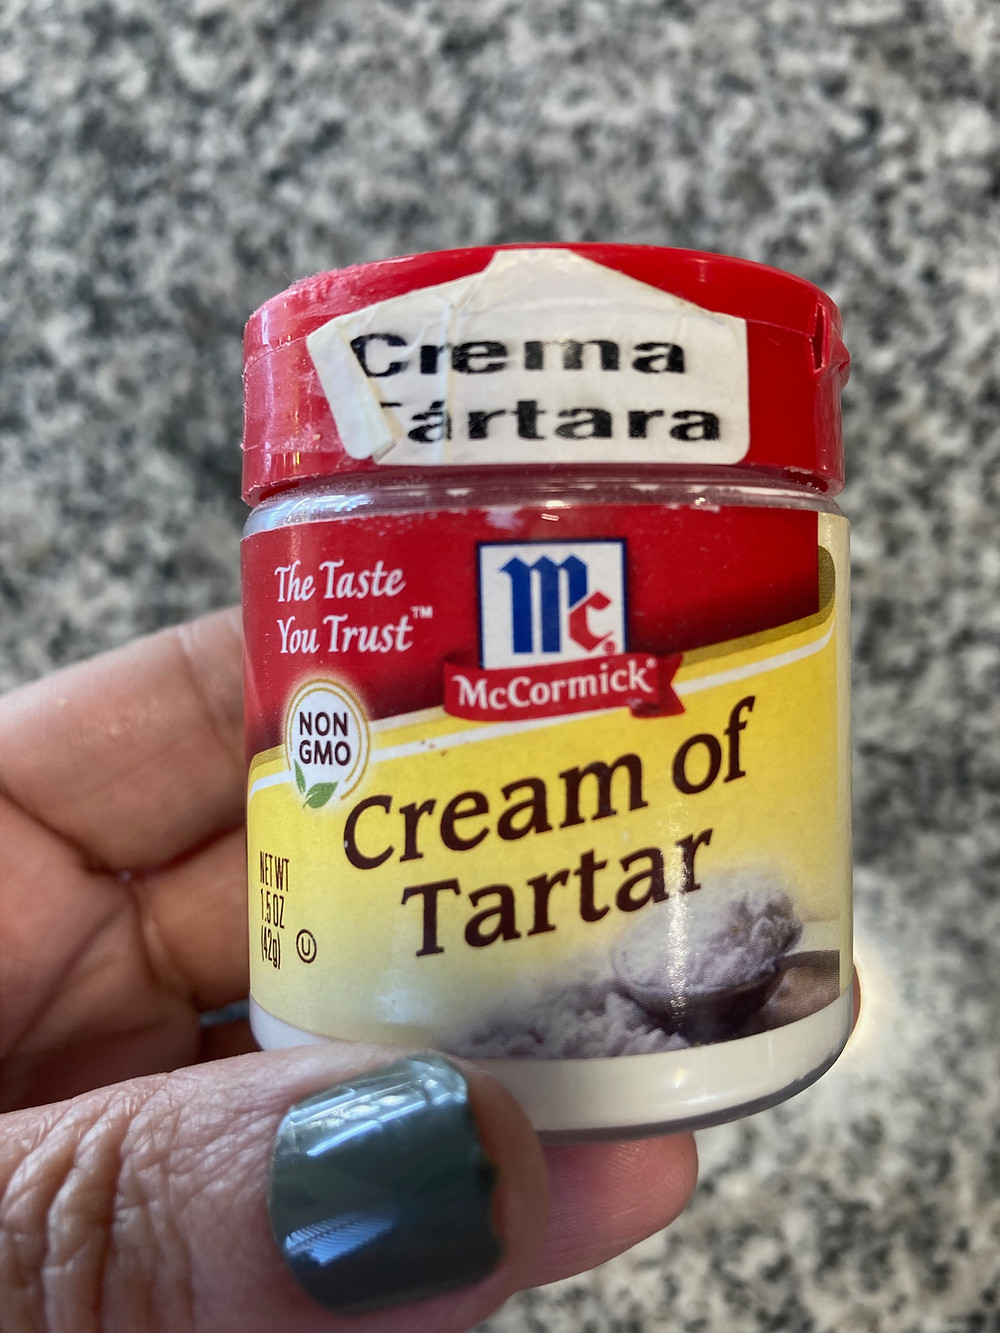 Crema
Tártara
The Taste
You Trust™
Mc®
McCormick®
NON
GMO
Cream of
Tartar
NET WT
1.5 OZ
(42g)
U